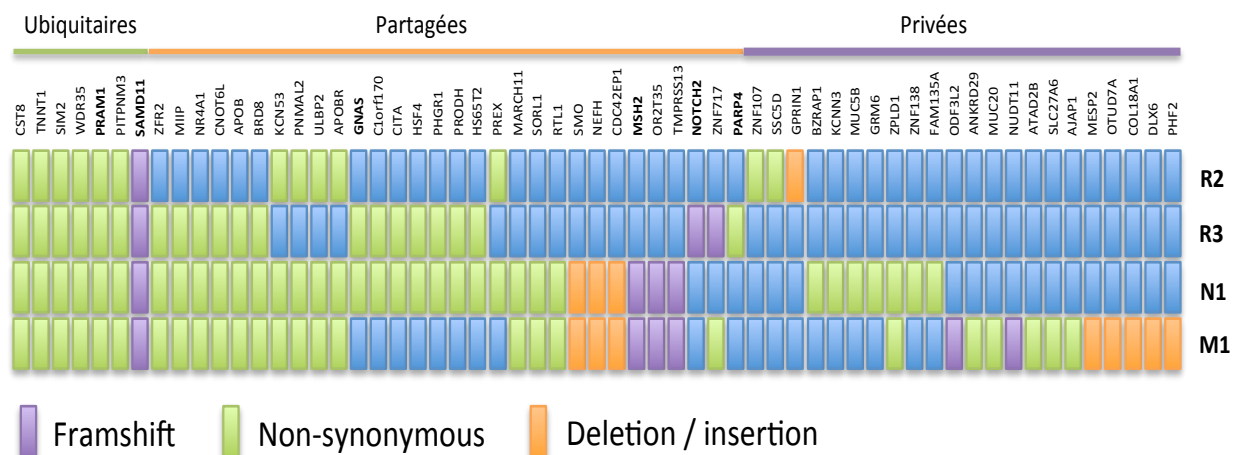 Ubiquitaires Partagées Privées
CST8 TNNT1 SIM2 WDR35 PRAM1 PITPNM3 SAMD11 ZFR2 MIIP NR4A1 CNOT6L APOB BRD8 KCN53 PNMAL2 ULBP2 APOBR GNAS C1orf170 CITA HSF4 PHGR1 PRODH HS6ST2 PREX MARCH11 SORL1 RTL1 SMO NEFH CDC42EP1 MSH2 OR2T35 TMPRSS13 NOTCH2 ZNF717 PARP4 ZNF107 SSC5D GPRIN1 BZRAP1 KCNN3 MUC5B GRM6 ZPLD1 ZNF138 FAM135A ODF3L2 ANKRD29 MUC20 NUDT11 ATAD2B SLC27A6 AJAP1 MESP2 OTUD7A COL18A1 DLX6 PHF2
R2
R3
N1
M1
Framshift Non-synonymous Deletion / insertion